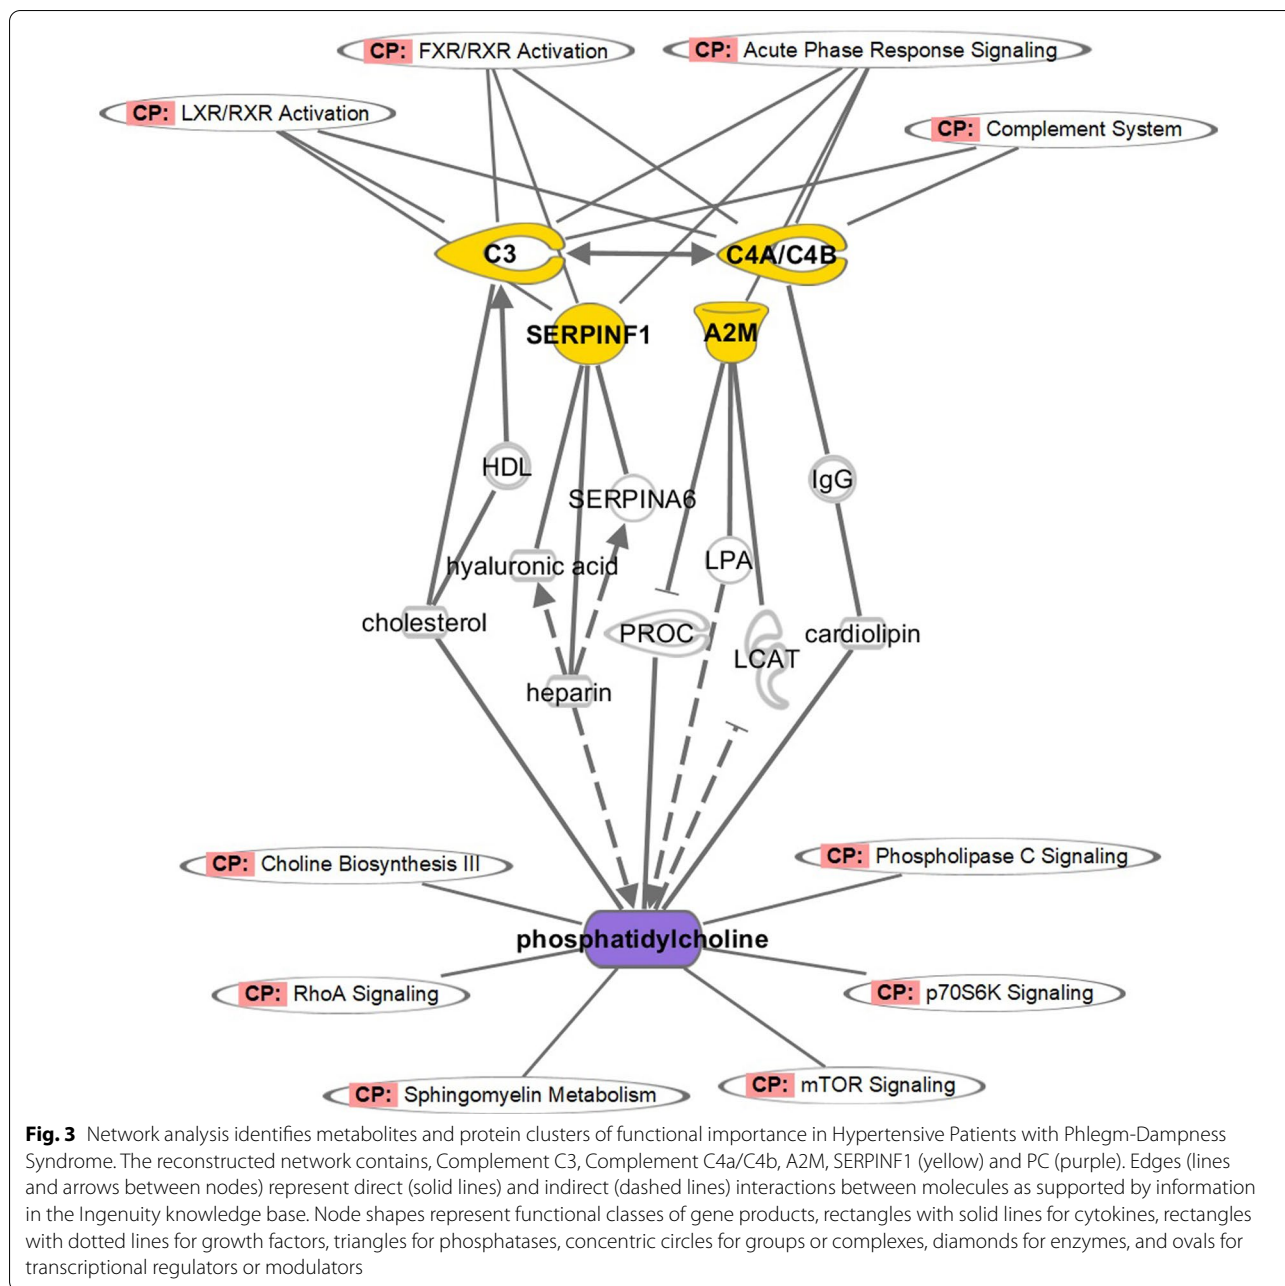 CP: FXR/RXR Activation
CP: Acute Phase Response Signaling
CP: LXR/RXR Activation
CP: Complement System
C3
C4A/C4B
SERPINF1
A2M
HDL
SERPINA6
IgG
hyaluronic acid
LPA
cholesterol
PROC
LCAT
cardiolipin
heparin
CP: Choline Biosynthesis III
CP: Phospholipase C Signaling
phosphatidylcholine
CP: RhoA Signaling
CP: p70S6K Signaling
CP: Sphingomyelin Metabolism
CP: mTOR Signaling
Fig. 3 Network analysis identifies metabolites and protein clusters of functional importance in Hypertensive Patients with Phlegm-Dampness
Syndrome. The reconstructed network contains, Complement C3, Complement C4a/C4b, A2M, SERPINF1 (yellow) and PC (purple). Edges (lines
and arrows between nodes) represent direct (solid lines) and indirect (dashed lines) interactions between molecules as supported by information
in the Ingenuity knowledge base. Node shapes represent functional classes of gene products, rectangles with solid lines for cytokines, rectangles
with dotted lines for growth factors, triangles for phosphatases, concentric circles for groups or complexes, diamonds for enzymes, and ovals for
transcriptional regulators or modulators